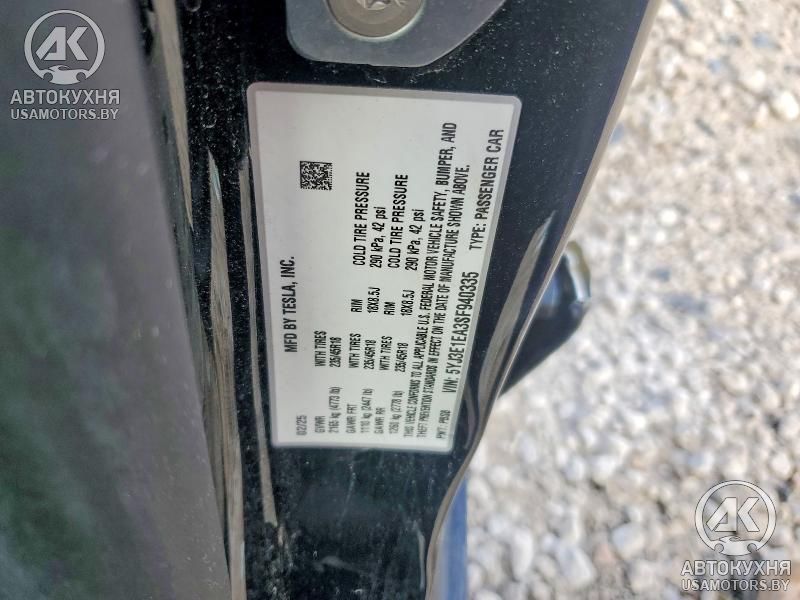 АК
АВТОКУХНЯ
USAMOTORS.BY
MFD BY TESLA, INC.
02/25
GVWR WITH TIRES RIM COLD TIRE PRESSURE
2165 kg (4773 lb) 235/45R18 18X8.5J 290 kPa, 42 psi
GAWR FRT WITH TIRES RIM COLD TIRE PRESSURE
1110 kg (2447 lb) 235/45R18 18X8.5J 290 kPa, 42 psi
GAWR RR WITH TIRES
1260 kg (2778 lb) 235/45R18
THIS VEHICLE CONFORMS TO ALL APPLICABLE U.S. FEDERAL MOTOR VEHICLE SAFETY, BUMPER, AND
THEFT PREVENTION STANDARDS IN EFFECT ON THE DATE OF MANUFACTURE SHOWN ABOVE.
VIN: 5YJ3E1EA3SF940335 TYPE: PASSENGER CAR
PNT:
АК
АВТОКУХНЯ
USAMOTORS.BY